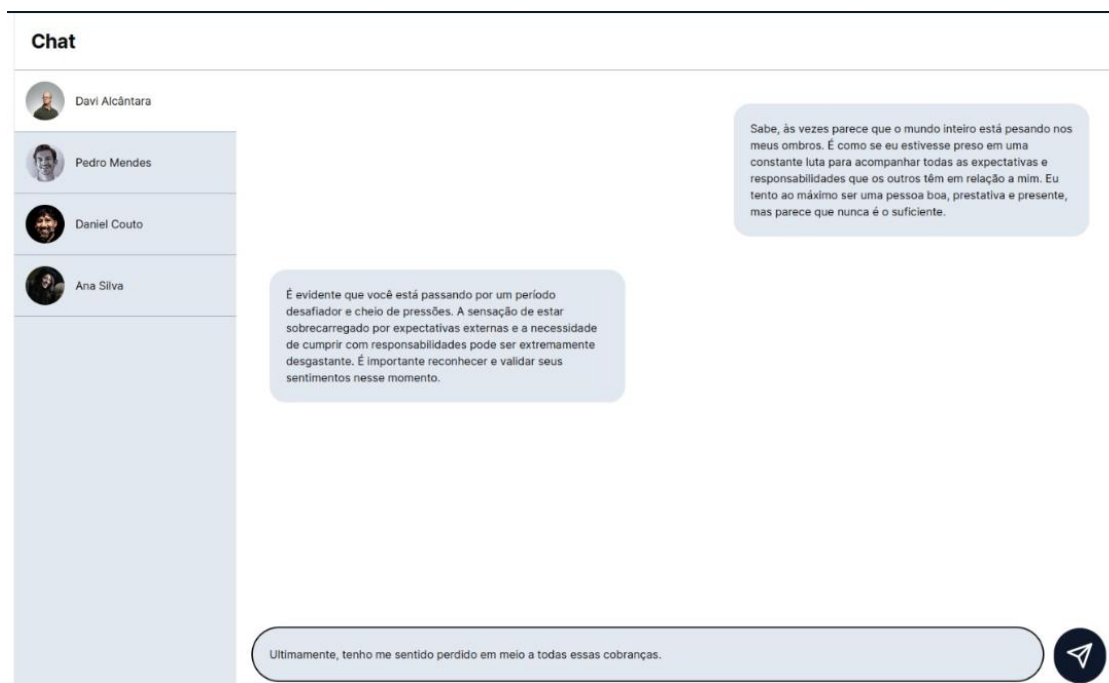 Chat
Davi Alcântara
Pedro Mendes
Daniel Couto
Ana Silva
Sabe, às vezes parece que o mundo inteiro está pesando nos
meus ombros. É como se eu estivesse preso em uma
constante luta para acompanhar todas as expectativas e
responsabilidades que os outros têm em relação a mim. Eu
tento ao máximo ser uma pessoa boa, prestativa e presente,
mas parece que nunca é o suficiente.
É evidente que você está passando por um período
desafiador e cheio de pressões. A sensação de estar
sobrecarregado por expectativas externas e a necessidade
de cumprir com responsabilidades pode ser extremamente
desgastante. É importante reconhecer e validar seus
sentimentos nesse momento.
Ultimamente, tenho me sentido perdido em meio a todas essas cobranças.